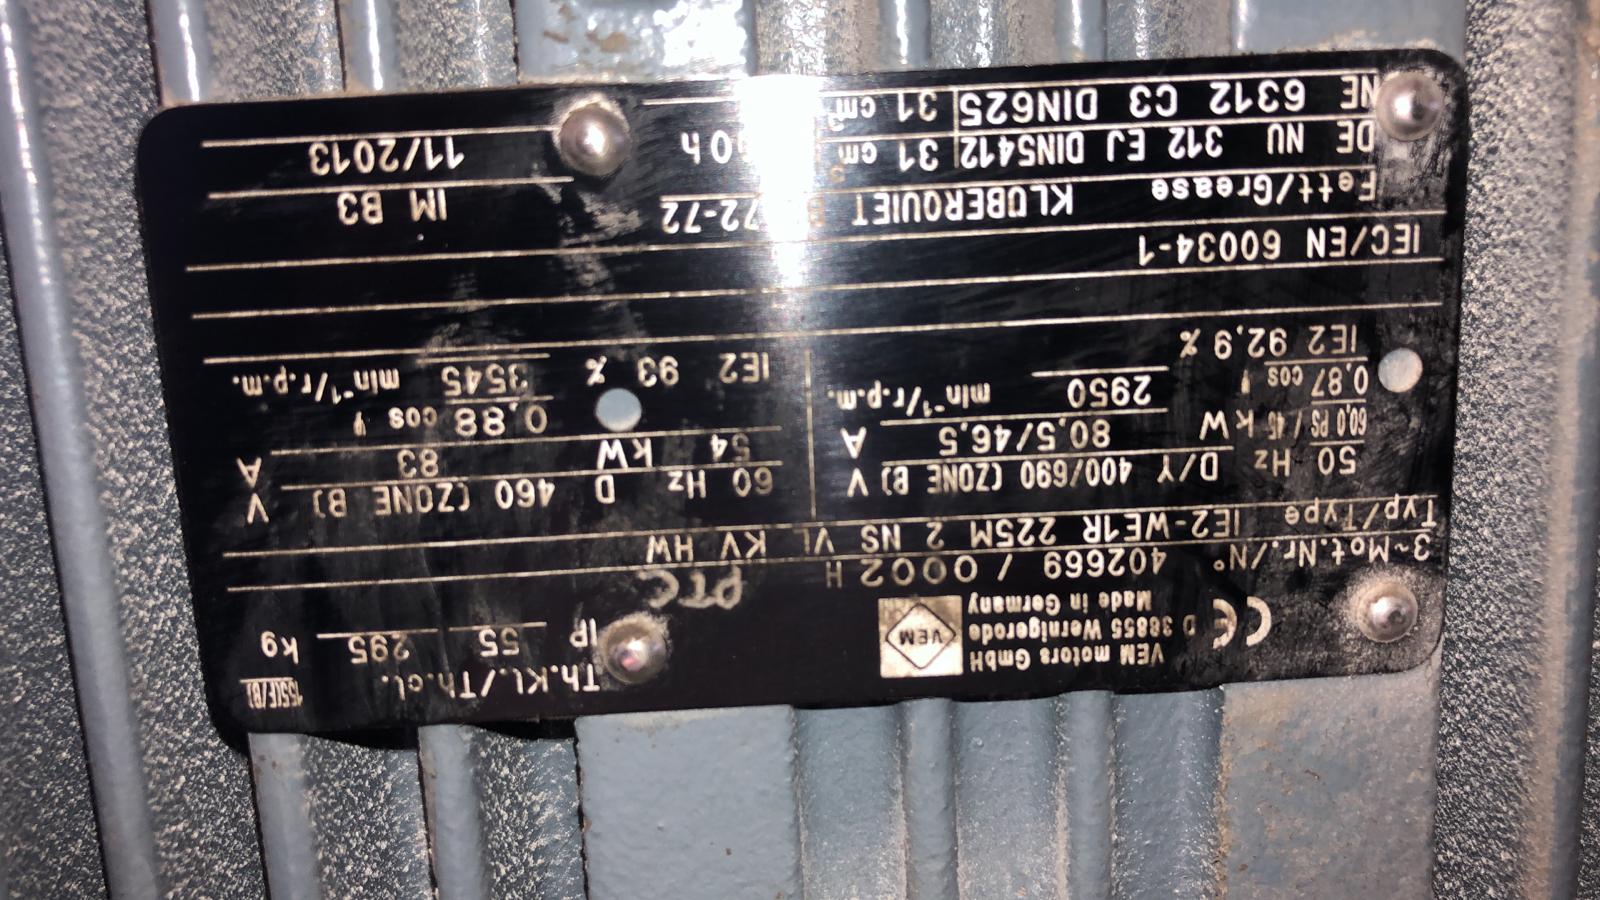 VEM motors GmbH
D 38855 Wernigerode
Made in Germany
VEM
CE
Th.Kl./Th.cl. 155(F/B)
IP 55 295 kg
PTC
3~Mot.Nr./N° 402669 / 0002 H
Typ/Type IE2-WE1R 225M 2 NS VL KV HW
50 Hz D/Y 400/690 (ZONE B) V 60 Hz D 460 (ZONE B) V
60,0 PS / 45 kW 80,5/46,5 A 54 kW 83 A
0,87 cos φ 2950 min⁻¹/r.p.m. 0,88 cos φ
IE2 92,9 % IE2 93 % 3545 min⁻¹/r.p.m.
IEC/EN 60034-1
Fett/Grease KLÜBERQUIET 72-72 IM B3
DE NU 312 EJ DIN5412 31 cm³ h 11/2013
NE 6312 C3 DIN625 31 cm³